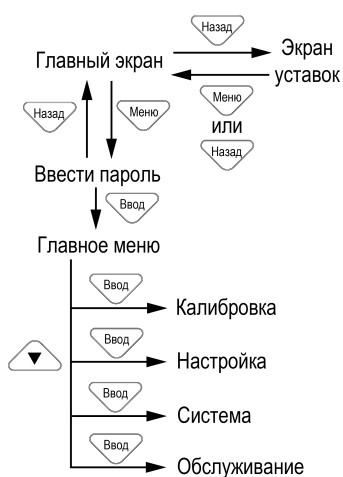 Назад
Главный экран
Экран
уставок
Назад
Меню
Меню
или
Назад
Ввести пароль
Ввод
Главное меню
Ввод
Калибровка
Ввод
▼
Настройка
Ввод
Система
Ввод
Обслуживание